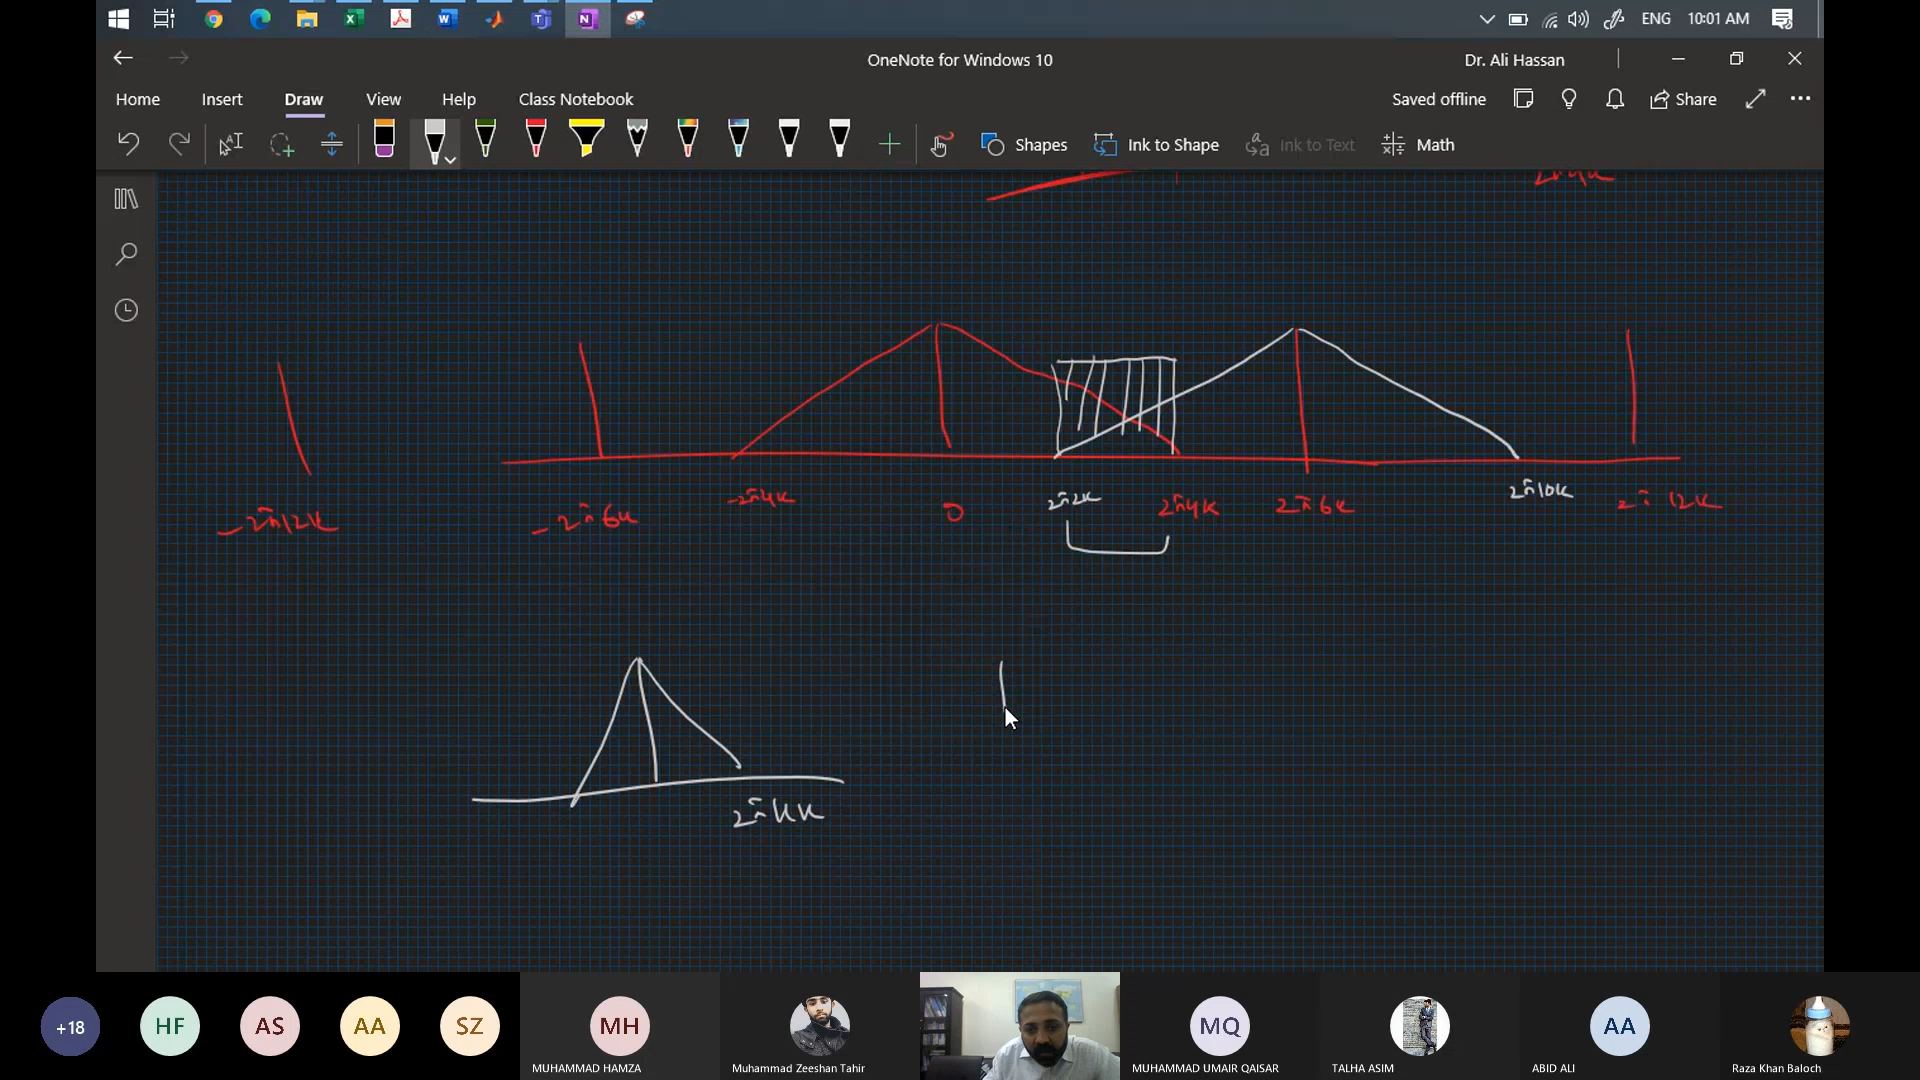 ENG 10:01 AM
OneNote for Windows 10
Dr. Ali Hassan
Home Insert Draw View Help Class Notebook
Saved offline Share
Shapes Ink to Shape Ink to Text Math
2π4K
-2π12K -2π6K -2π4K 0 2π2K 2π4K 2π6K 2π10K 2π12K
+18 HF AS AA SZ MH MQ AA
MUHAMMAD HAMZA Muhammad Zeeshan Tahir MUHAMMAD UMAIR QAISAR TALHA ASIM ABID ALI Raza Khan Baloch